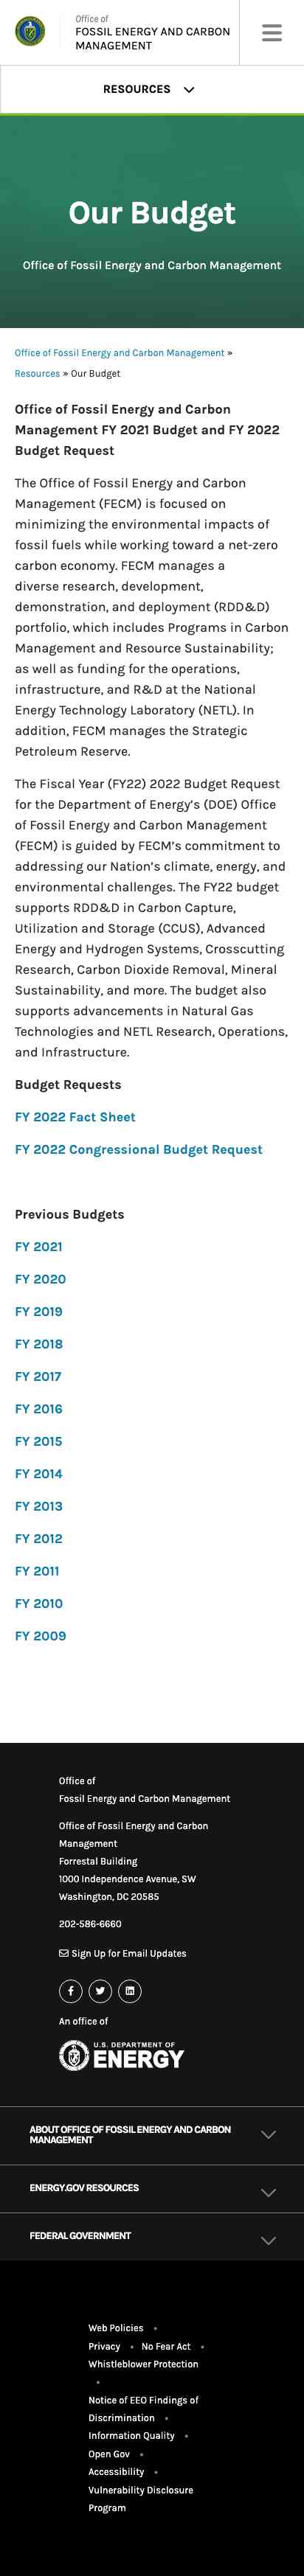 Office of
FOSSIL ENERGY AND CARBON
MANAGEMENT
RESOURCES
Our Budget
Office of Fossil Energy and Carbon Management
Office of Fossil Energy and Carbon Management »
Resources » Our Budget
Office of Fossil Energy and Carbon
Management FY 2021 Budget and FY 2022
Budget Request
The Office of Fossil Energy and Carbon
Management (FECM) is focused on
minimizing the environmental impacts of
fossil fuels while working toward a net-zero
carbon economy. FECM manages a
diverse research, development,
demonstration, and deployment (RDD&D)
portfolio, which includes Programs in Carbon
Management and Resource Sustainability;
as well as funding for the operations,
infrastructure, and R&D at the National
Energy Technology Laboratory (NETL). In
addition, FECM manages the Strategic
Petroleum Reserve.
The Fiscal Year (FY22) 2022 Budget Request
for the Department of Energy's (DOE) Office
of Fossil Energy and Carbon Management
(FECM) is guided by FECM's commitment to
addressing our Nation's climate, energy, and
environmental challenges. The FY22 budget
supports RDD&D in Carbon Capture,
Utilization and Storage (CCUS), Advanced
Energy and Hydrogen Systems, Crosscutting
Research, Carbon Dioxide Removal, Mineral
Sustainability, and more. The budget also
supports advancements in Natural Gas
Technologies and NETL Research, Operations,
and Infrastructure.
Budget Requests
FY 2022 Fact Sheet
FY 2022 Congressional Budget Request
Previous Budgets
FY 2021
FY 2020
FY 2019
FY 2018
FY 2017
FY 2016
FY 2015
FY 2014
FY 2013
FY 2012
FY 2011
FY 2010
FY 2009
Office of
Fossil Energy and Carbon Management
Office of Fossil Energy and Carbon
Management
Forrestal Building
1000 Independence Avenue, SW
Washington, DC 20585
202-586-6660
Sign Up for Email Updates
An office of
U.S. DEPARTMENT OF
ENERGY
ABOUT OFFICE OF FOSSIL ENERGY AND CARBON
MANAGEMENT
ENERGY.GOV RESOURCES
FEDERAL GOVERNMENT
Web Policies •
Privacy • No Fear Act •
Whistleblower Protection
•
Notice of EEO Findings of
Discrimination •
Information Quality •
Open Gov •
Accessibility •
Vulnerability Disclosure
Program